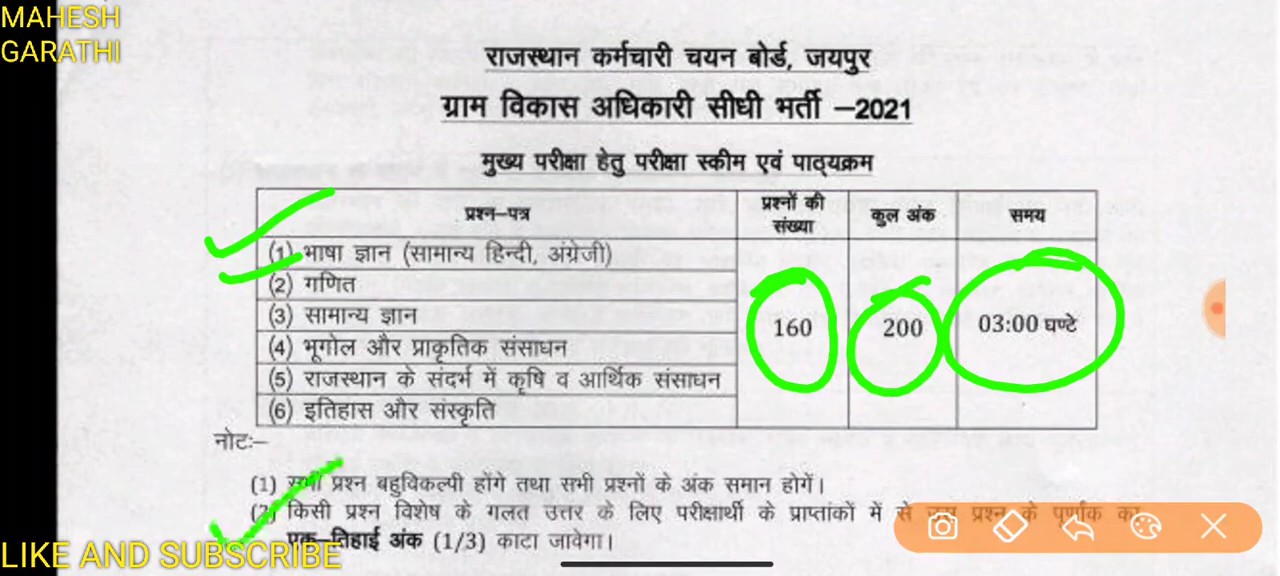 MAHESH
GARATHI
राजस्थान कर्मचारी चयन बोर्ड, जयपुर
ग्राम विकास अधिकारी सीधी भर्ती –2021
मुख्य परीक्षा हेतु परीक्षा स्कीम एवं पाठ्यक्रम
प्रश्न–पत्र प्रश्नों की संख्या कुल अंक समय
(1) भाषा ज्ञान (सामान्य हिन्दी, अंग्रेजी)
(2) गणित
(3) सामान्य ज्ञान
160 200 03:00 घण्टे
(4) भूगोल और प्राकृतिक संसाधन
(5) राजस्थान के संदर्भ में कृषि व आर्थिक संसाधन
(6) इतिहास और संस्कृति
नोटः–
(1) सभी प्रश्न बहुविकल्पी होंगे तथा सभी प्रश्नों के अंक समान होगें।
(2) किसी प्रश्न विशेष के गलत उत्तर के लिए परीक्षार्थी के प्राप्तांकों में से उस प्रश्न के पूर्णांक का
एक–तिहाई अंक (1/3) काटा जावेगा।
LIKE AND SUBSCRIBE